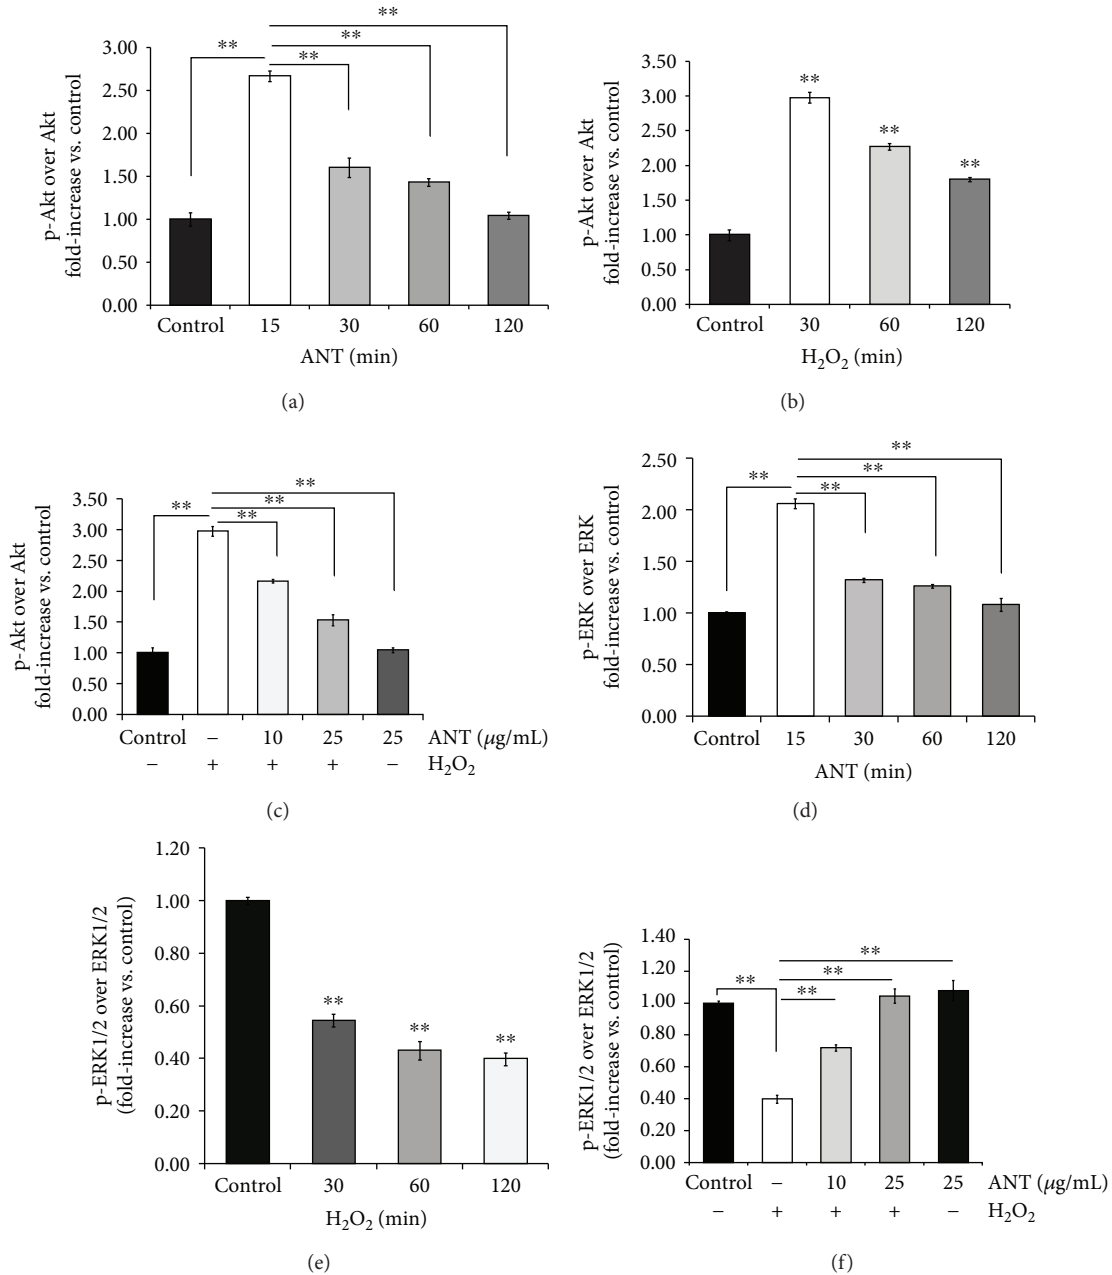 **
**
**
**
3.00
2.50
2.00
1.50
1.00
0.50
0.00
p-Akt over Akt
fold-increase vs. control
Control 15 30 60 120
ANT (min)
(a)
3.50
3.00
2.50
2.00
1.50
1.00
0.50
0.00
p-Akt over Akt
fold-increase vs. control
**
**
**
Control 30 60 120
H₂O₂ (min)
(b)
3.50
3.00
2.50
2.00
1.50
1.00
0.50
0.00
p-Akt over Akt
fold-increase vs. control
**
**
**
**
Control − 10 25 25 ANT (μg/mL)
− + + + − H₂O₂
(c)
2.50
2.00
1.50
1.00
0.50
0.00
p-ERK over ERK
fold-increase vs. control
**
**
**
**
Control 15 30 60 120
ANT (min)
(d)
1.20
1.00
0.80
0.60
0.40
0.20
0.00
p-ERK1/2 over ERK1/2
(fold-increase vs. control)
**
**
**
Control 30 60 120
H₂O₂ (min)
(e)
1.40
1.20
1.00
0.80
0.60
0.40
0.20
0.00
p-ERK1/2 over ERK1/2
(fold-increase vs. control)
**
**
**
**
Control − 10 25 25 ANT (μg/mL)
− + + + − H₂O₂
(f)